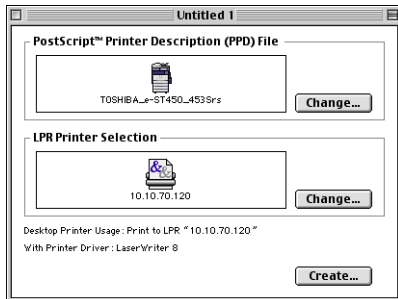 Untitled 1
PostScript™ Printer Description (PPD) File
TOSHIBA_e-ST450_453Srs
Change...
LPR Printer Selection
10.10.70.120
Change...
Desktop Printer Usage: Print to LPR “10.10.70.120”
With Printer Driver: LaserWriter 8
Create...